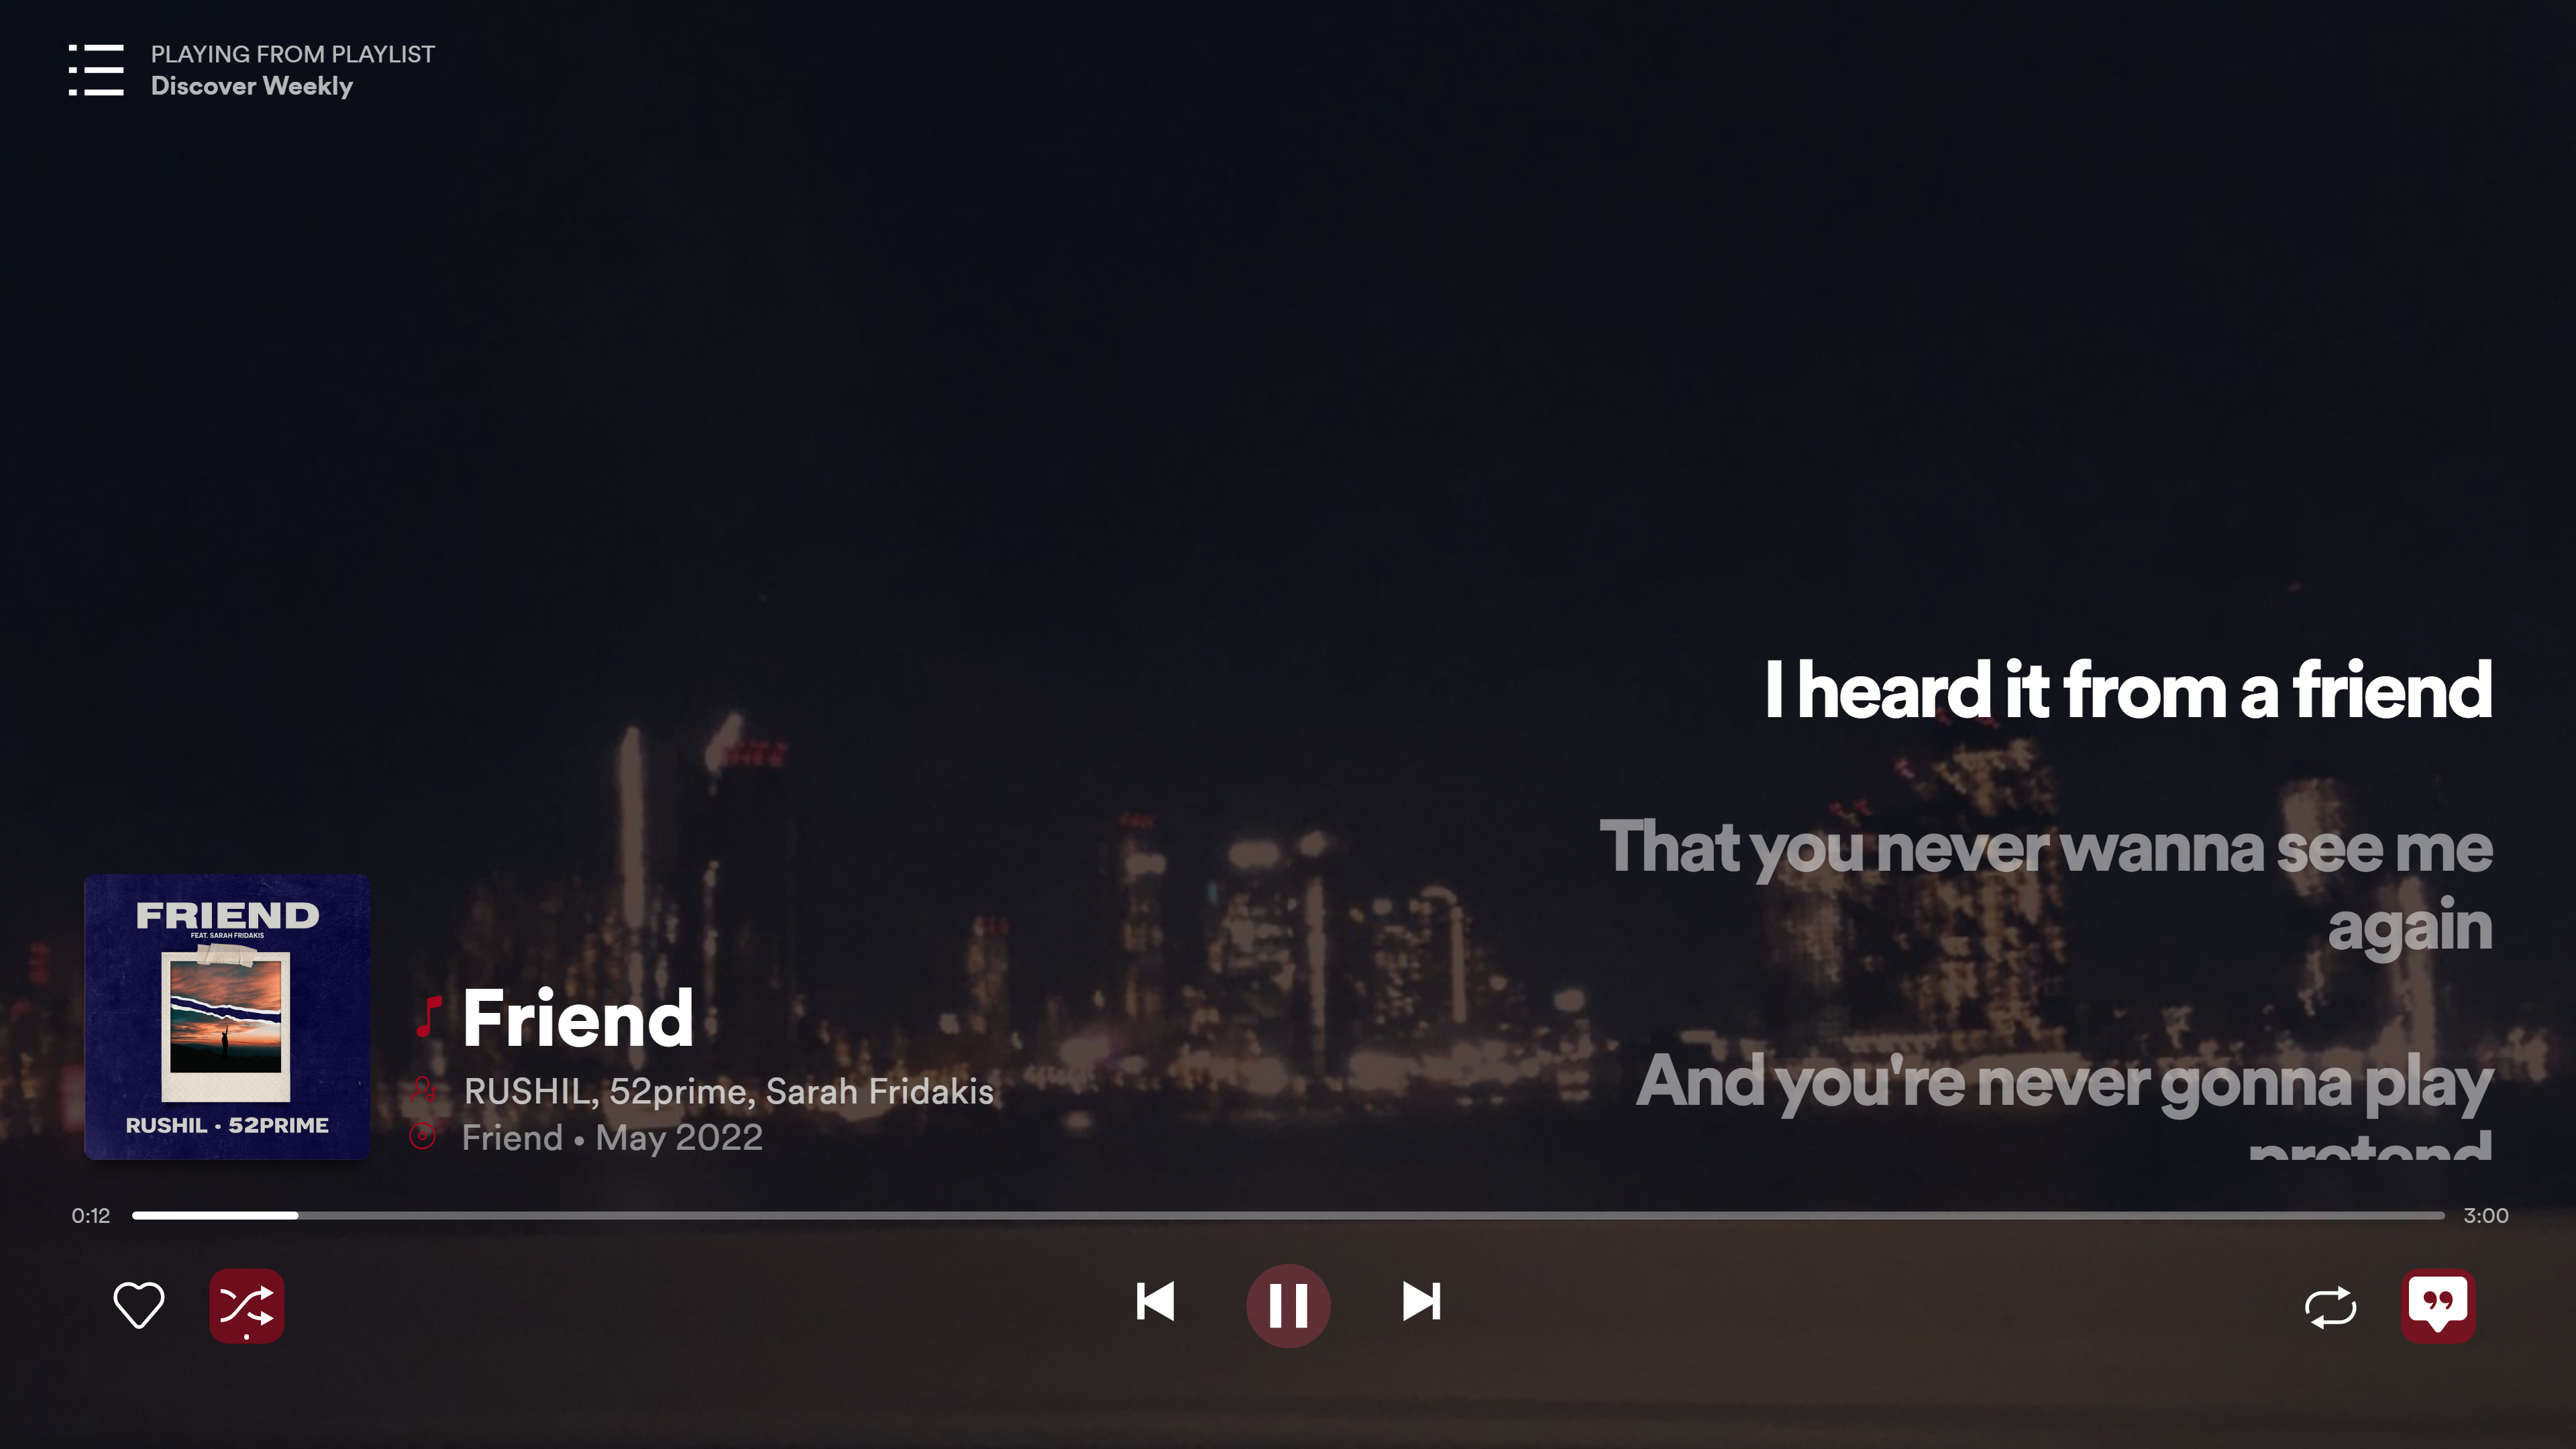 PLAYING FROM PLAYLIST
Discover Weekly
I heard it from a friend
That you never wanna see me
again
And you're never gonna play
pretend
FRIEND
FEAT. SARAH FRIDAKIS
RUSHIL · 52PRIME
Friend
RUSHIL, 52prime, Sarah Fridakis
Friend • May 2022
0:12
3:00